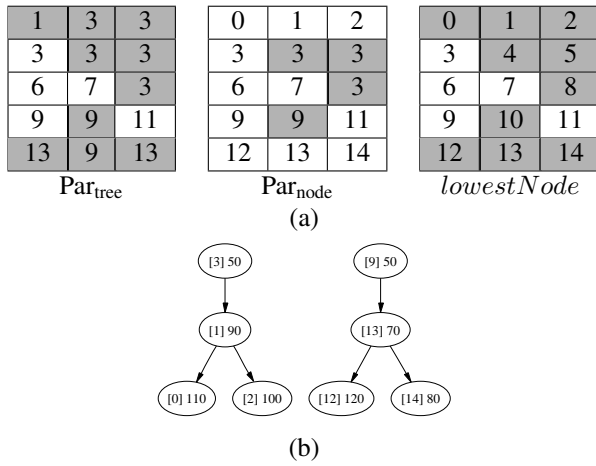 1 3 3 0 1 2 0 1 2
3 3 3 3 3 3 3 4 5
6 7 3 6 7 3 6 7 8
9 9 11 9 9 11 9 10 11
13 9 13 12 13 14 12 13 14
Partree Parnode lowestNode
(a)
[3] 50 [9] 50
[1] 90 [13] 70
[0] 110 [2] 100 [12] 120 [14] 80
(b)